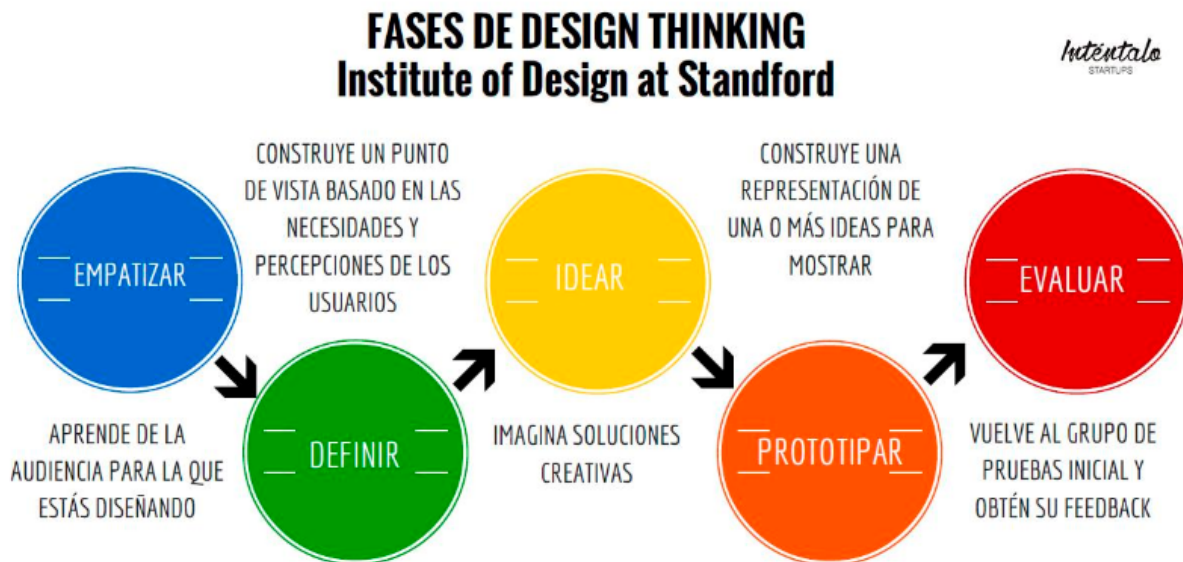 FASES DE DESIGN THINKING
Institute of Design at Standford
Inténtalo
STARTUPS
EMPATIZAR
APRENDE DE LA
AUDIENCIA PARA LA QUE
ESTÁS DISEÑANDO
CONSTRUYE UN PUNTO
DE VISTA BASADO EN LAS
NECESIDADES Y
PERCEPCIONES DE LOS
USUARIOS
DEFINIR
IDEAR
IMAGINA SOLUCIONES
CREATIVAS
CONSTRUYE UNA
REPRESENTACIÓN DE
UNA O MÁS IDEAS PARA
MOSTRAR
PROTOTIPAR
EVALUAR
VUELVE AL GRUPO DE
PRUEBAS INICIAL Y
OBTÉN SU FEEDBACK